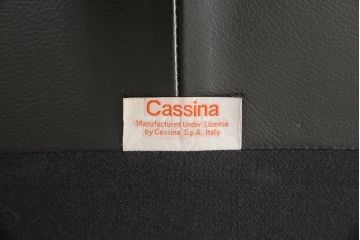 Cassina
Manufactured Under License
by Cassina S.p.A. Italy